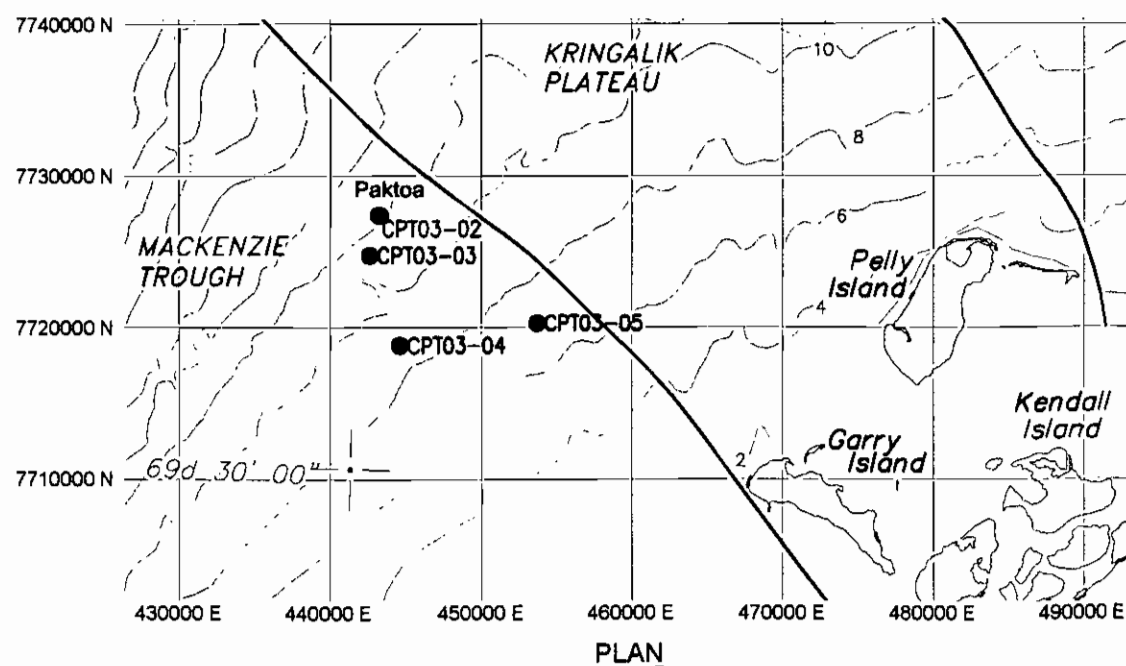 7740000 N
KRINGALIK
PLATEAU
10
8
7730000 N
Paktoa
CPT03-02
6
MACKENZIE
TROUGH
CPT03-03
Pelly
Island
4
7720000 N
CPT03-05
CPT03-04
Kendall
Island
Garry
Island
2
69d 30' 00"
7710000 N
430000 E
440000 E
450000 E
460000 E
470000 E
480000 E
490000 E
PLAN